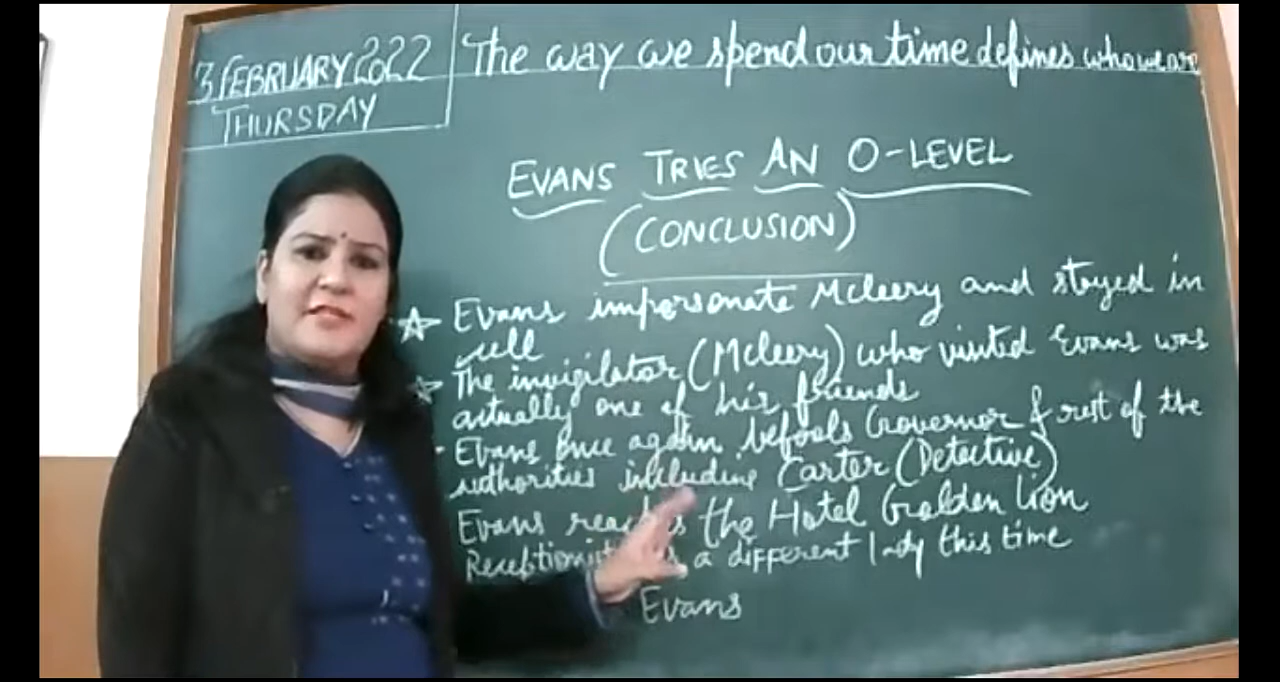 3 FEBRUARY 2022
THURSDAY
The way we spend our time defines who we are
EVANS TRIES AN O-LEVEL
(CONCLUSION)
Evans impersonate Mcleery and stayed in
cell
The invigilator (Mcleery) who visited Evans was
actually one of his friends
Evans once again befools Governor & rest of the
authorities including Carter (Detective)
Evans the Hotel Golden lion
a different lady this time
Evans